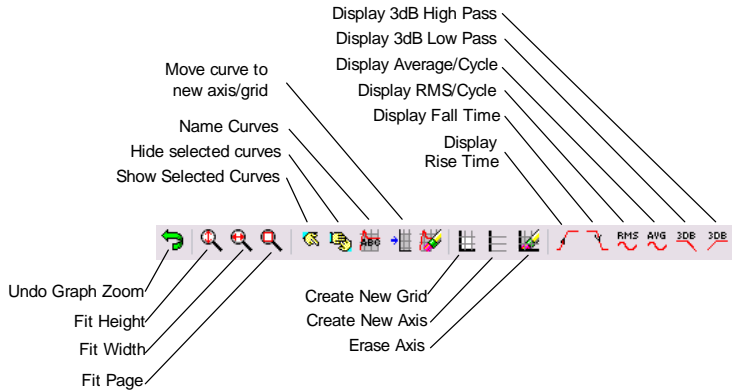 Display 3dB High Pass
Display 3dB Low Pass
Display Average/Cycle
Display RMS/Cycle
Display Fall Time
Display
Rise Time
Move curve to
new axis/grid
Name Curves
Hide selected curves
Show Selected Curves
ABC
RMS
AVG
3DB
3DB
Undo Graph Zoom
Fit Height
Fit Width
Fit Page
Create New Grid
Create New Axis
Erase Axis